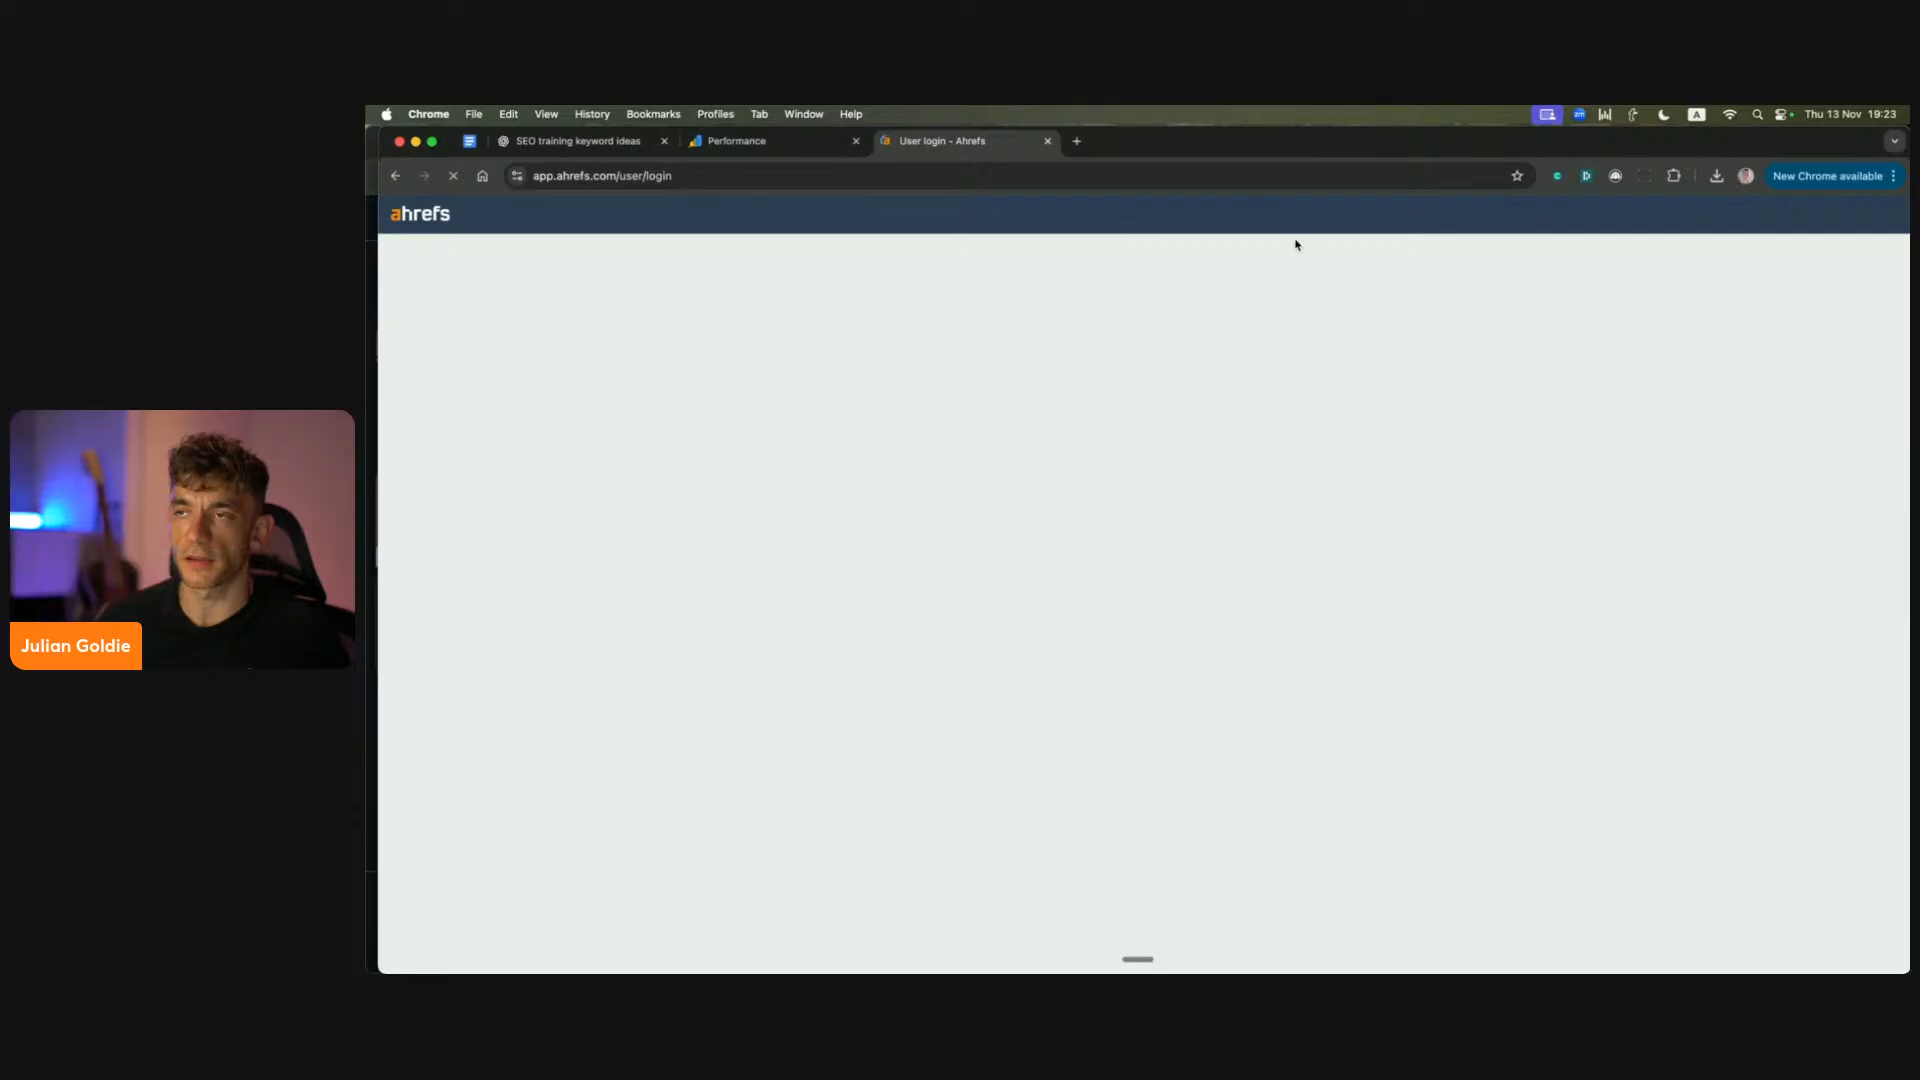 Chrome File Edit View History Bookmarks Profiles Tab Window Help
zm A Thu 13 Nov 19:23
SEO training keyword ideas
Performance
User login - Ahrefs
app.ahrefs.com/user/login
New Chrome available
ahrefs
Julian Goldie